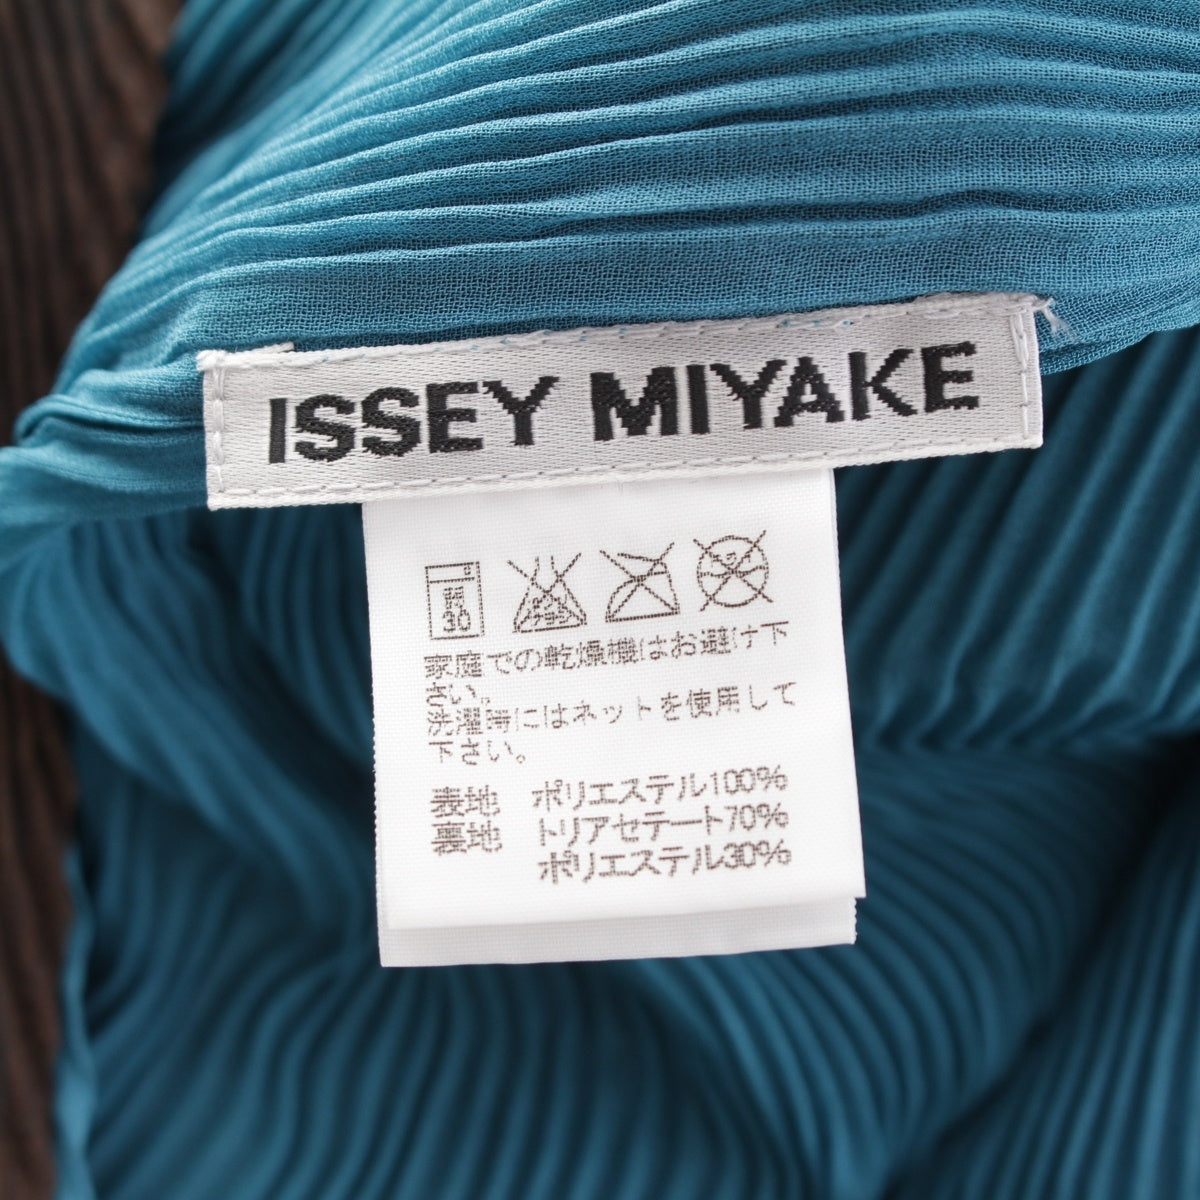 ISSEY MIYAKE
弱
30
家庭での乾燥機はお避け下
さい。
洗濯時にはネットを使用して
下さい。
表地 ポリエステル100%
裏地 トリアセテート70%
ポリエステル30%